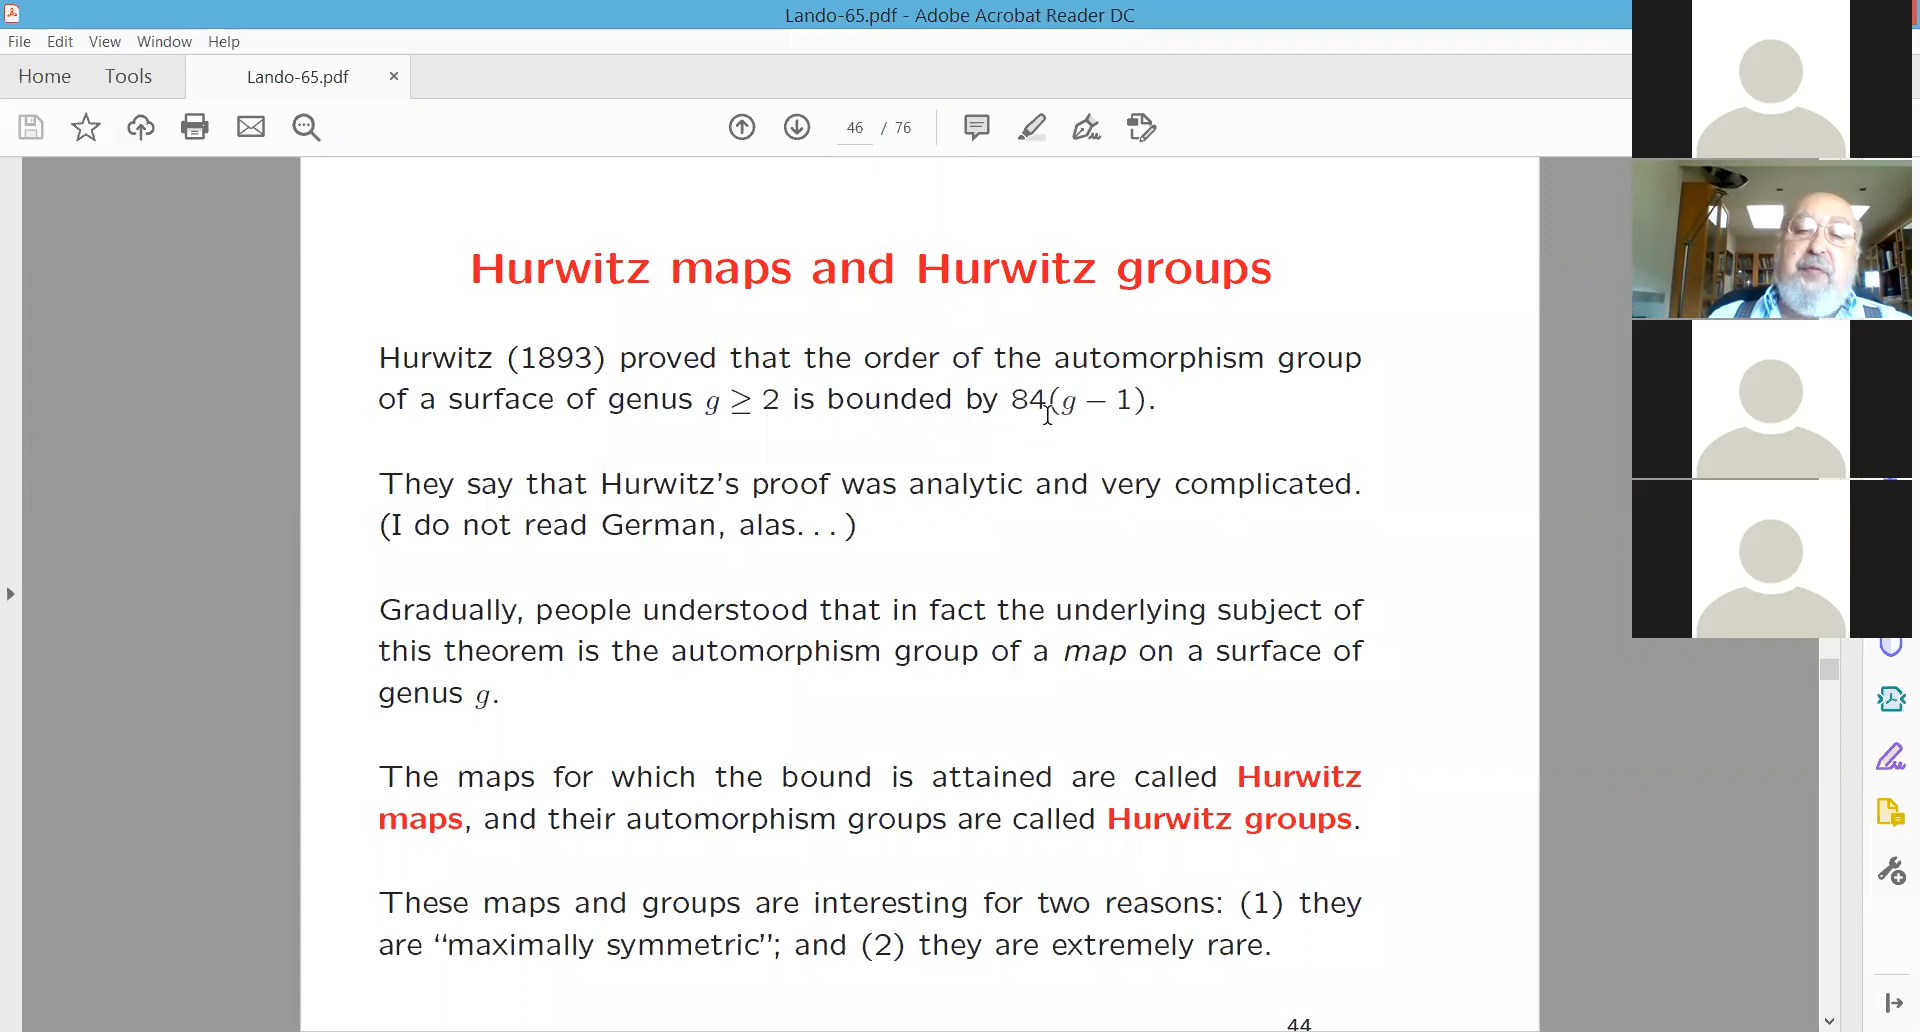 Lando-65.pdf - Adobe Acrobat Reader DC
File Edit View Window Help
Home Tools Lando-65.pdf ×
46 / 76
Hurwitz maps and Hurwitz groups
Hurwitz (1893) proved that the order of the automorphism group
of a surface of genus g ≥ 2 is bounded by 84(g − 1).
They say that Hurwitz's proof was analytic and very complicated.
(I do not read German, alas. . . )
Gradually, people understood that in fact the underlying subject of
this theorem is the automorphism group of a map on a surface of
genus g.
The maps for which the bound is attained are called Hurwitz
maps, and their automorphism groups are called Hurwitz groups.
These maps and groups are interesting for two reasons: (1) they
are “maximally symmetric”; and (2) they are extremely rare.
44